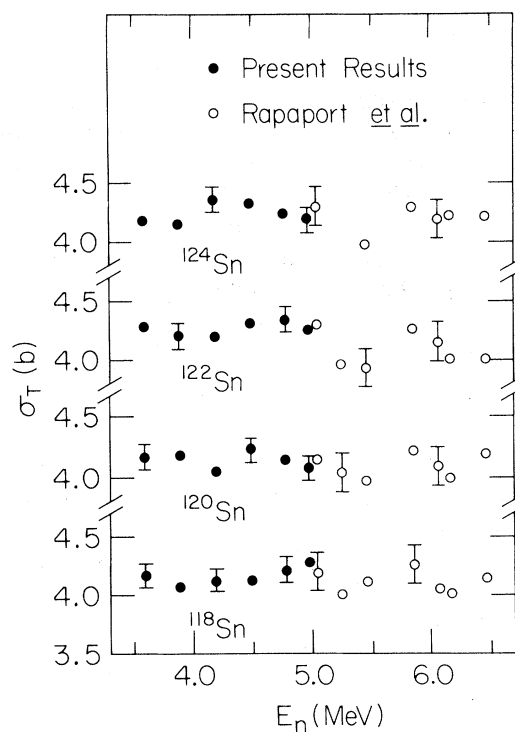 ● Present Results
○ Rapaport et al.
4.5
4.0
124Sn
4.5
4.0
122Sn
σT (b)
4.5
4.0
120Sn
4.5
4.0
118Sn
3.5
4.0 5.0 6.0
En (MeV)